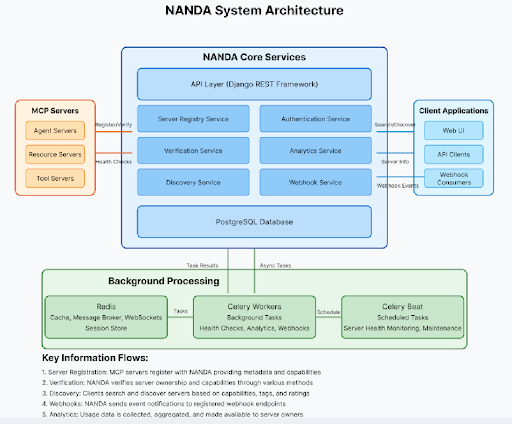 NANDA System Architecture
NANDA Core Services
API Layer (Django REST Framework)
MCP Servers
Agent Servers
Resource Servers
Tool Servers
Register/Verify
Health Checks
Server Registry Service
Authentication Service
Verification Service
Analytics Service
Discovery Service
Webhook Service
PostgreSQL Database
Search/Discover
Server Info
Webhook Events
Client Applications
Web UI
API Clients
Webhook
Consumers
Task Results
Async Tasks
Background Processing
Redis
Cache, Message Broker, WebSockets
Session Store
Tasks
Celery Workers
Background Tasks
Health Checks, Analytics, Webhooks
Schedule
Celery Beat
Scheduled Tasks
Server Health Monitoring, Maintenance
Key Information Flows:
1. Server Registration: MCP servers register with NANDA providing metadata and capabilities
2. Verification: NANDA verifies server ownership and capabilities through various methods
3. Discovery: Clients search and discover servers based on capabilities, tags, and ratings
4. Webhooks: NANDA sends event notifications to registered webhook endpoints
5. Analytics: Usage data is collected, aggregated, and made available to server owners